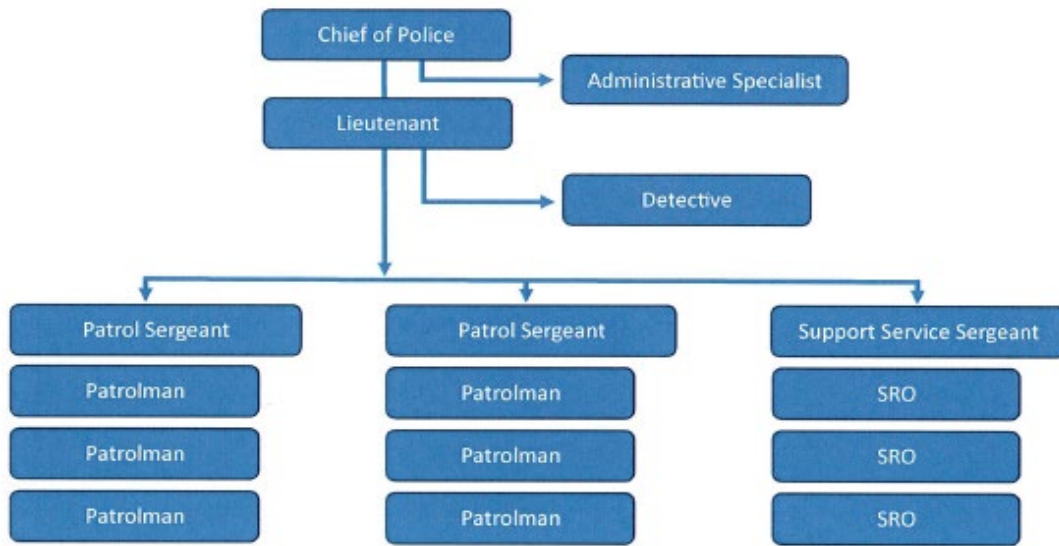 Chief of Police
Administrative Specialist
Lieutenant
Detective
Patrol Sergeant
Patrolman
Patrolman
Patrolman
Patrol Sergeant
Patrolman
Patrolman
Patrolman
Support Service Sergeant
SRO
SRO
SRO